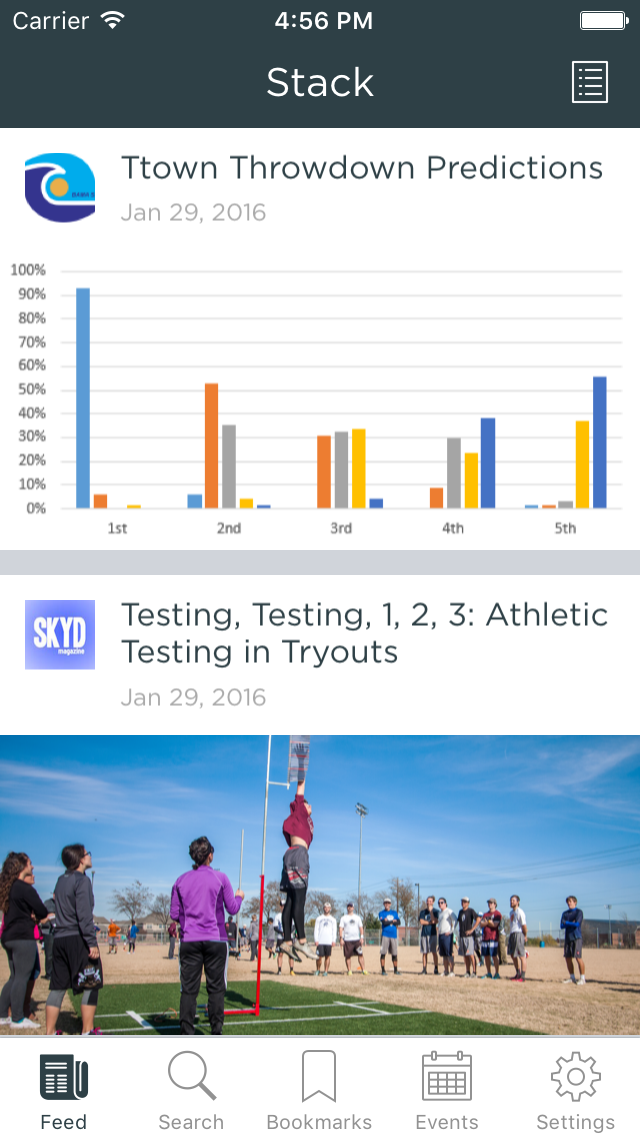 Carrier 4:56 PM
Stack
Ttown Throwdown Predictions
Jan 29, 2016
100%
90%
80%
70%
60%
50%
40%
30%
20%
10%
0%
1st 2nd 3rd 4th 5th
SKYD
magazine
Testing, Testing, 1, 2, 3: Athletic
Testing in Tryouts
Jan 29, 2016
Feed Search Bookmarks Events Settings